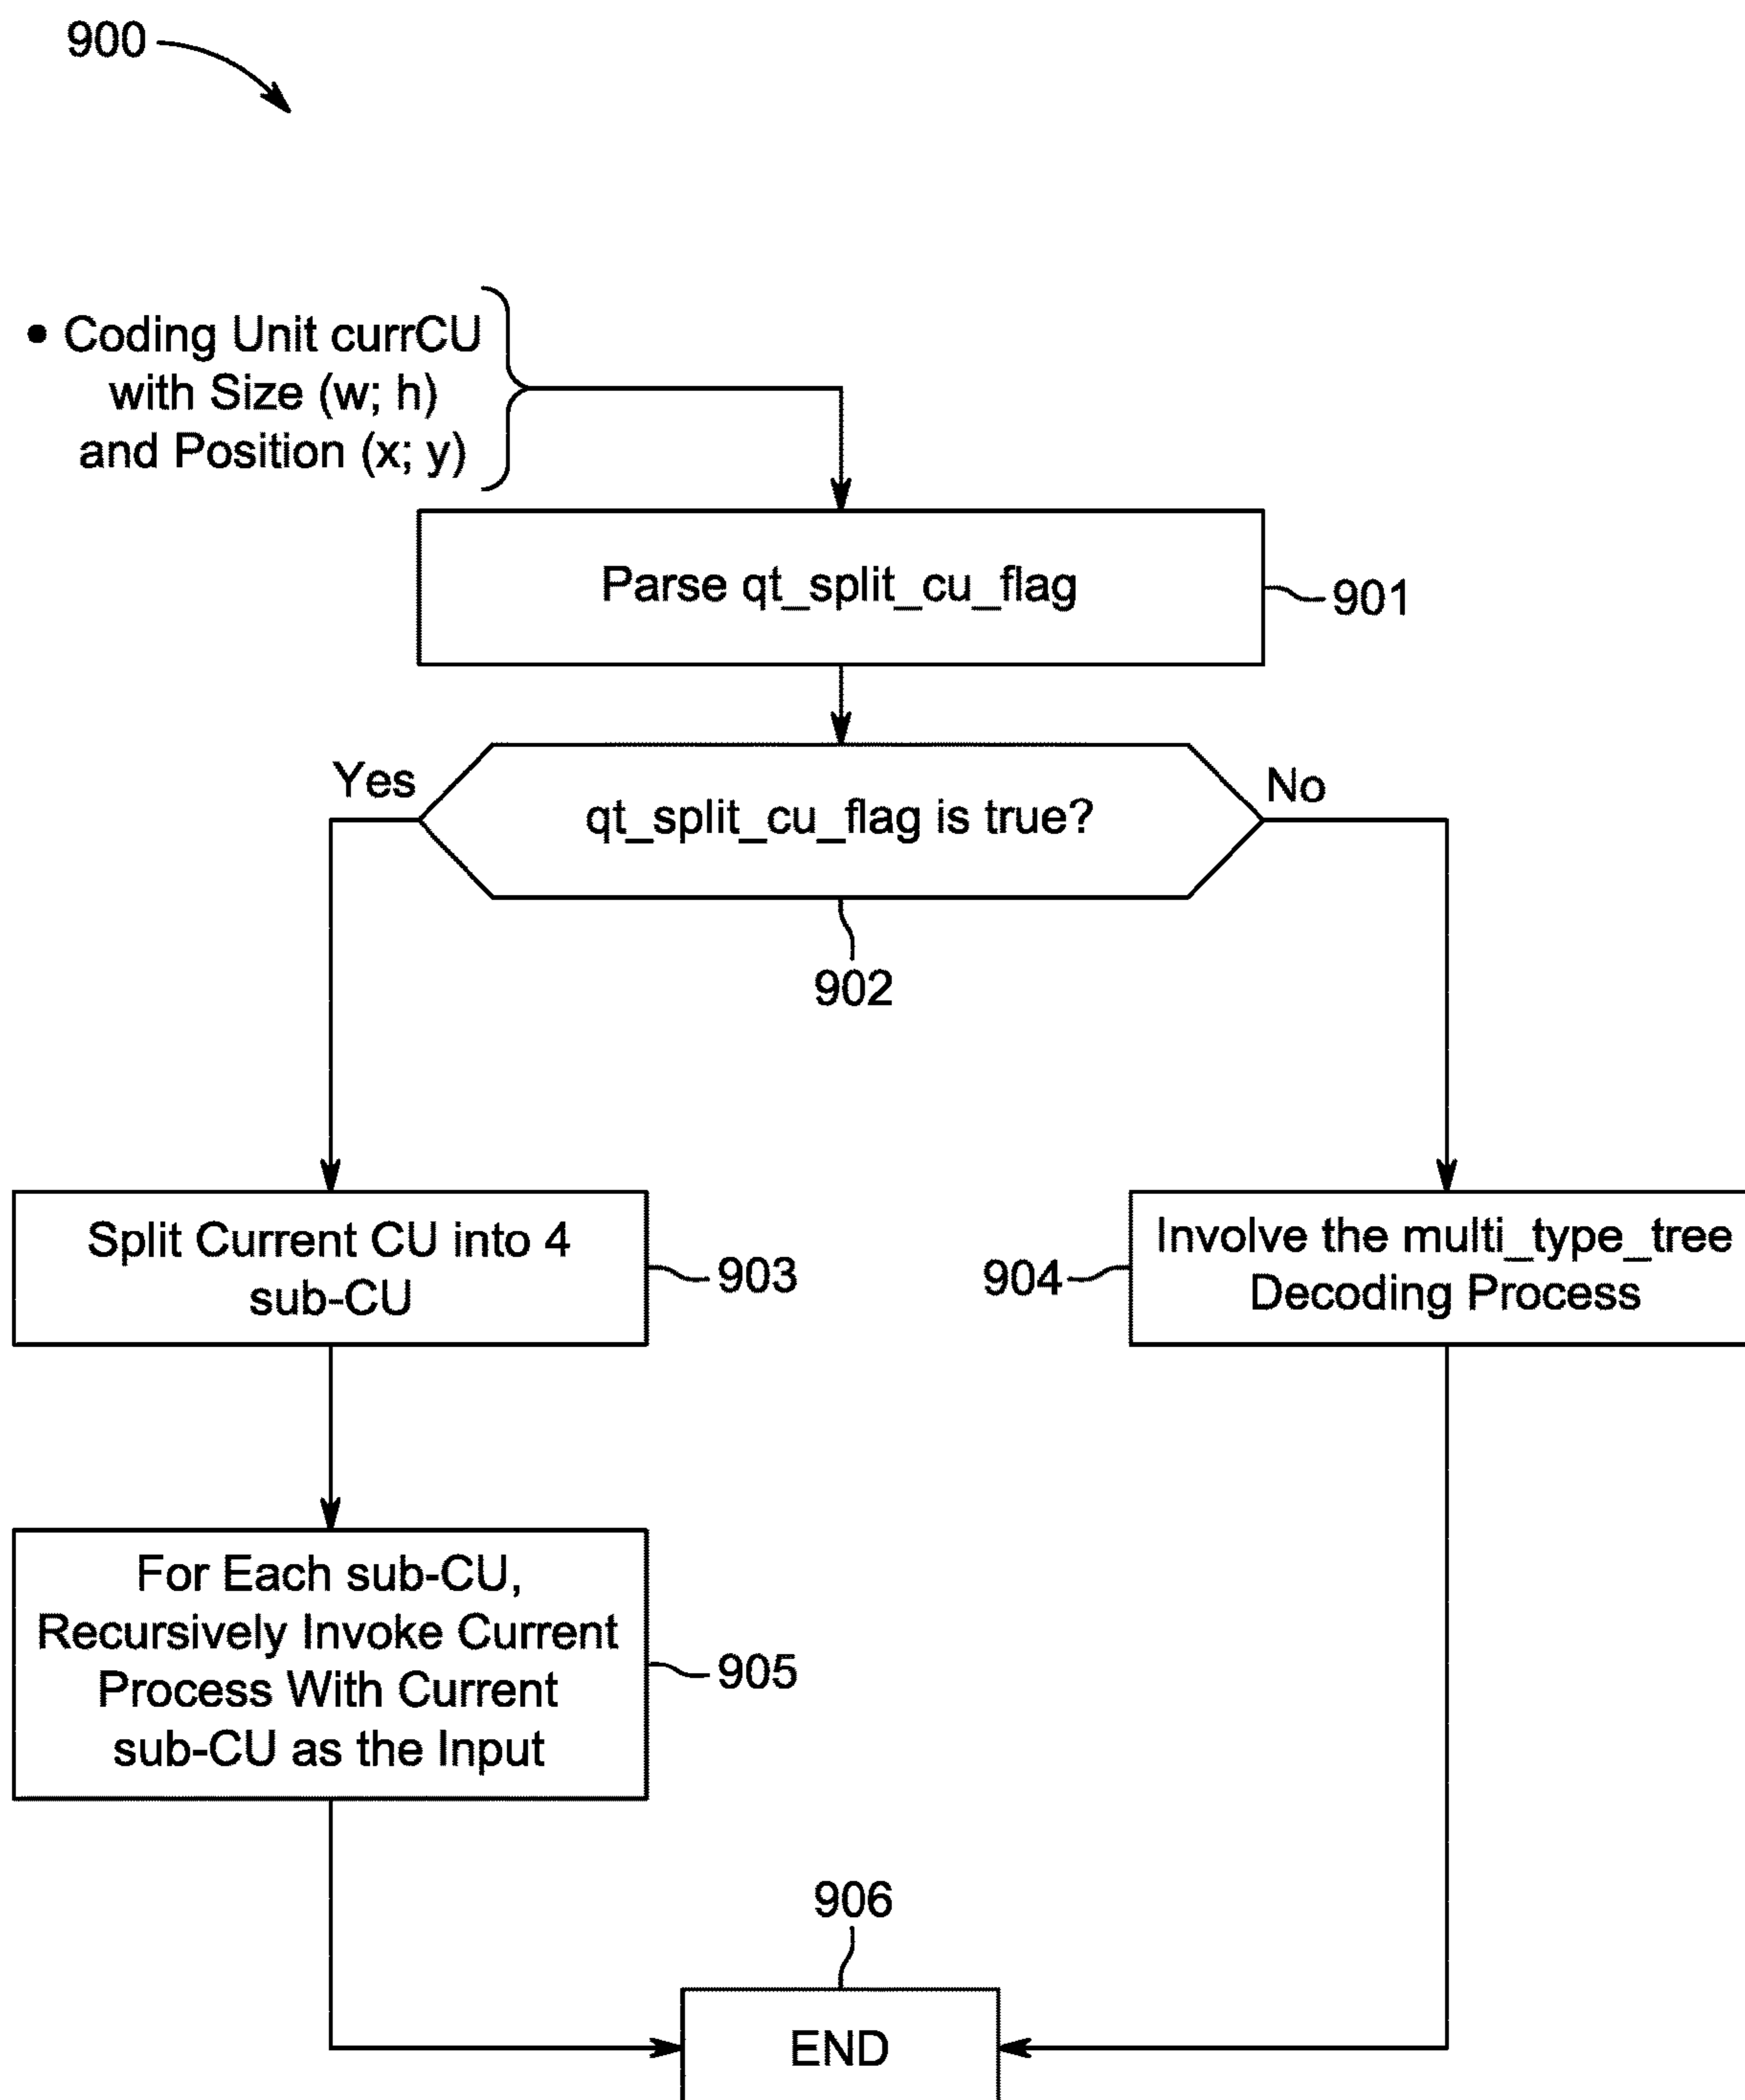 900
• Coding Unit currCU
with Size (w; h)
and Position (x; y)
Parse qt_split_cu_flag
901
Yes
qt_split_cu_flag is true?
No
902
Split Current CU into 4
sub-CU
903
904
Involve the multi_type_tree
Decoding Process
For Each sub-CU,
Recursively Invoke Current
Process With Current
sub-CU as the Input
905
906
END